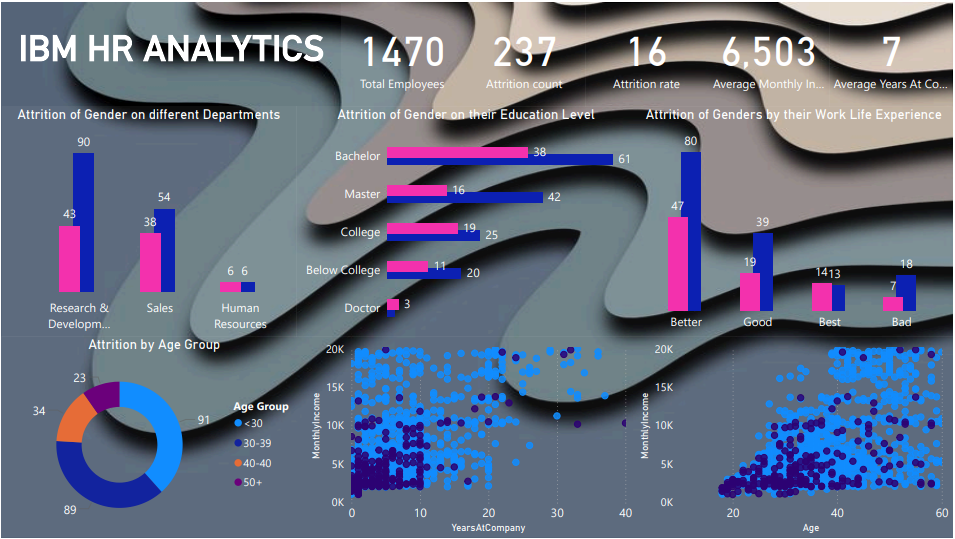 IBM HR ANALYTICS
1470
Total Employees
237
Attrition count
16
Attrition rate
6,503
Average Monthly In...
7
Average Years At Co...
Attrition of Gender on different Departments
90
43
54
38
6 6
Research &
Developm...
Sales
Human
Resources
Attrition of Gender on their Education Level
Bachelor
38
61
Master
16
42
College
19
25
Below College
11
20
Doctor
3
Attrition of Genders by their Work Life Experience
80
47
39
19
14 13
18
7
Better
Good
Best
Bad
Attrition by Age Group
23
34
91
89
Age Group
<30
30-39
40-40
50+
MonthlyIncome
20K
15K
10K
5K
0K
0
10
20
30
40
YearsAtCompany
MonthlyIncome
20K
15K
10K
5K
0K
20
40
60
Age